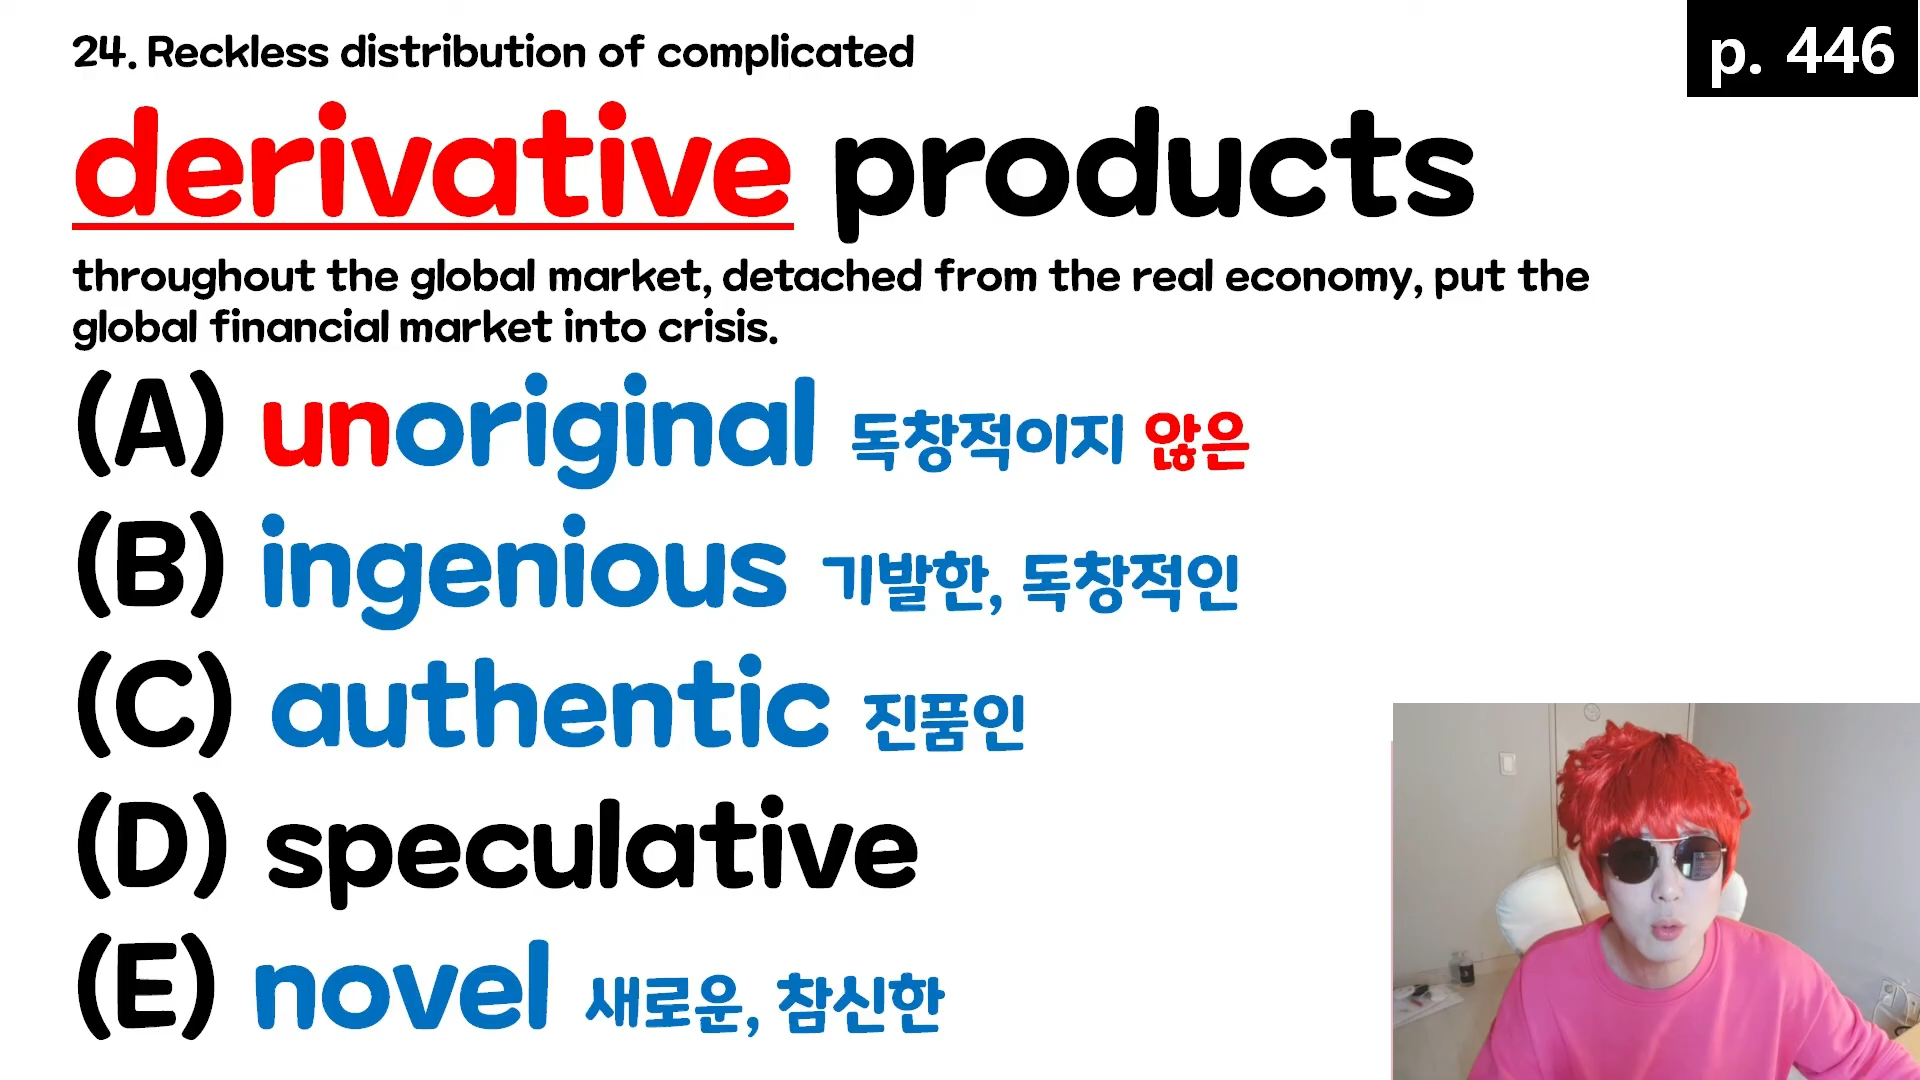 24. Reckless distribution of complicated
p. 446
derivative products
throughout the global market, detached from the real economy, put the
global financial market into crisis.
(A) unoriginal 독창적이지 않은
(B) ingenious 기발한, 독창적인
(C) authentic 진품인
(D) speculative
(E) novel 새로운, 참신한